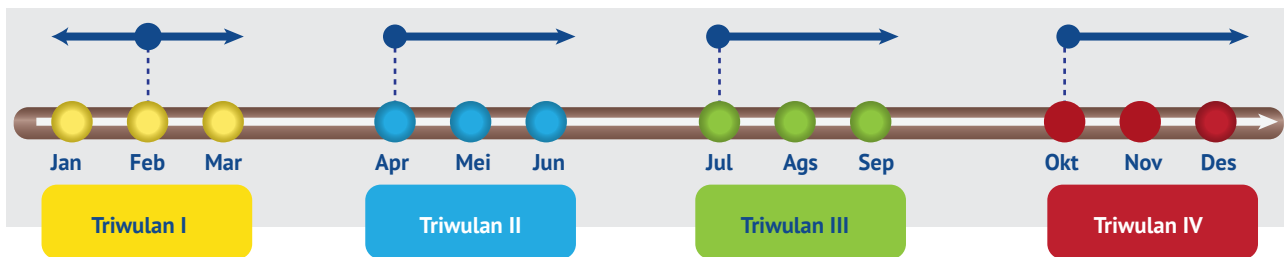 Jan Feb Mar Apr Mei Jun Jul Ags Sep Okt Nov Des
Triwulan I Triwulan II Triwulan III Triwulan IV